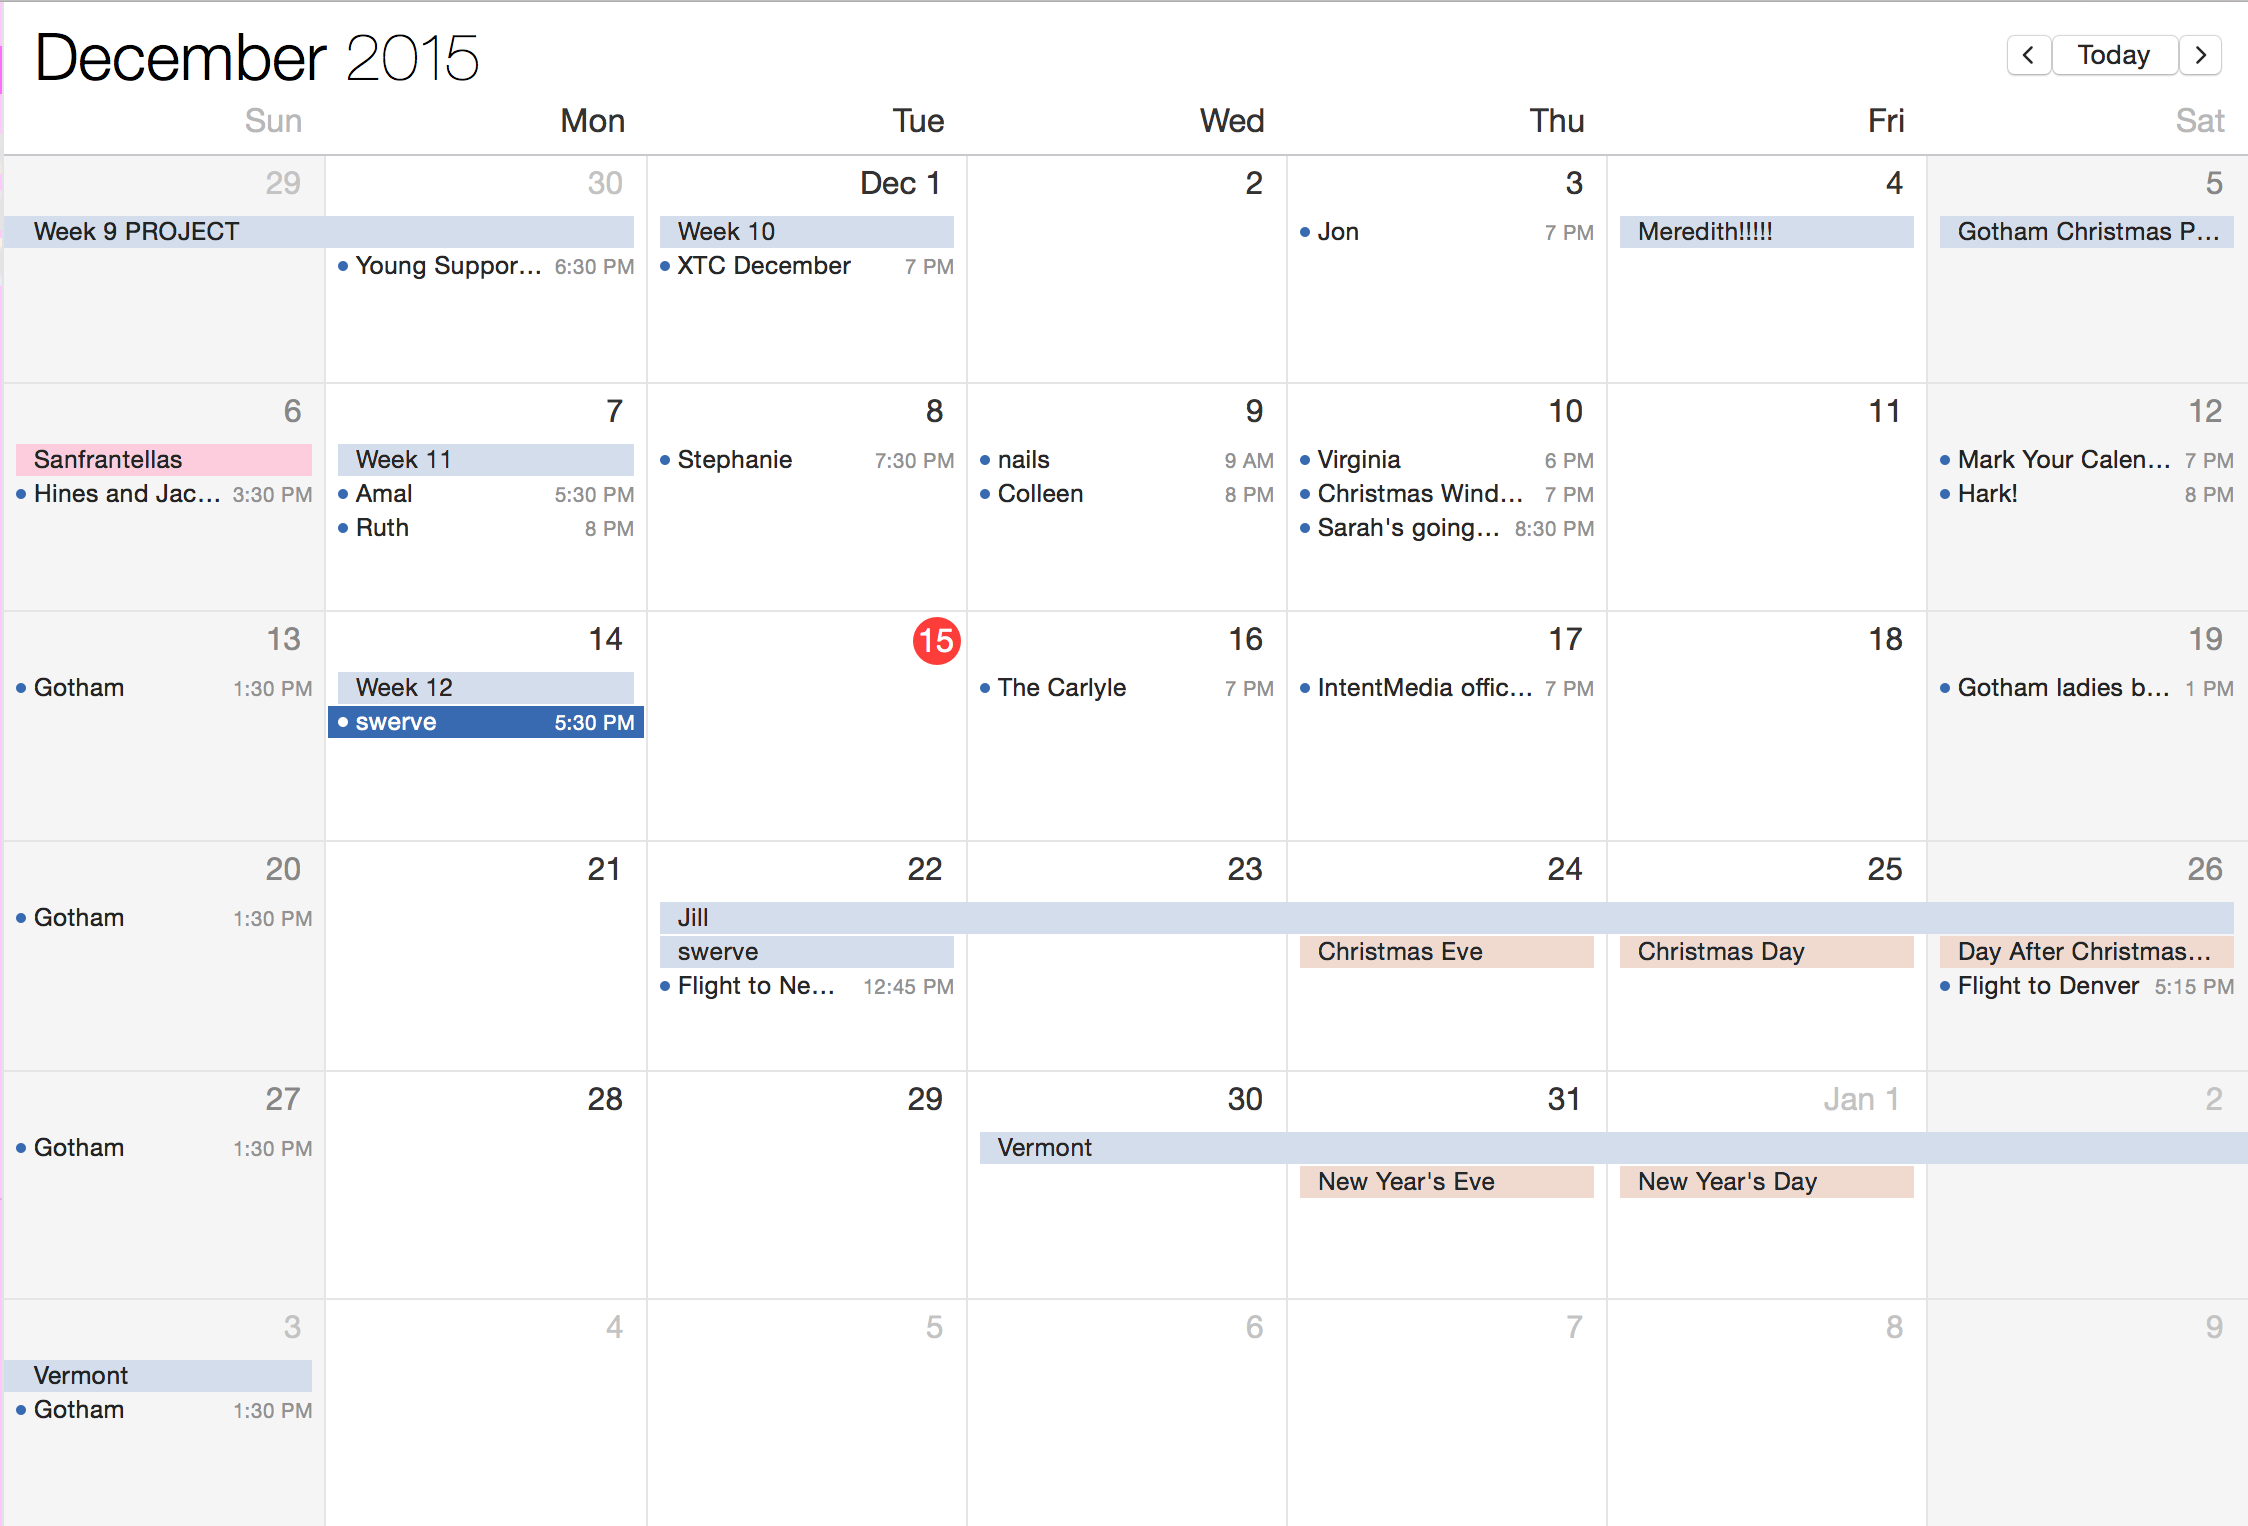 December 2015
Today
Sun Mon Tue Wed Thu Fri Sat
29 30 Dec 1 2 3 4 5
Week 9 PROJECT Week 10 Jon 7 PM Meredith!!!!! Gotham Christmas P...
Young Suppor... 6:30 PM XTC December 7 PM
6 7 8 9 10 11 12
Sanfrantellas Week 11 Stephanie 7:30 PM nails 9 AM Virginia 6 PM Mark Your Calen... 7 PM
Hines and Jac... 3:30 PM Amal 5:30 PM Colleen 8 PM Christmas Wind... 7 PM Hark! 8 PM
Ruth 8 PM Sarah's going... 8:30 PM
13 14 15 16 17 18 19
Gotham 1:30 PM Week 12 The Carlyle 7 PM IntentMedia offic... 7 PM Gotham ladies b... 1 PM
swerve 5:30 PM
20 21 22 23 24 25 26
Gotham 1:30 PM Jill
swerve Christmas Eve Christmas Day Day After Christmas...
Flight to Ne... 12:45 PM Flight to Denver 5:15 PM
27 28 29 30 31 Jan 1 2
Gotham 1:30 PM Vermont
New Year's Eve New Year's Day
3 4 5 6 7 8 9
Vermont
Gotham 1:30 PM